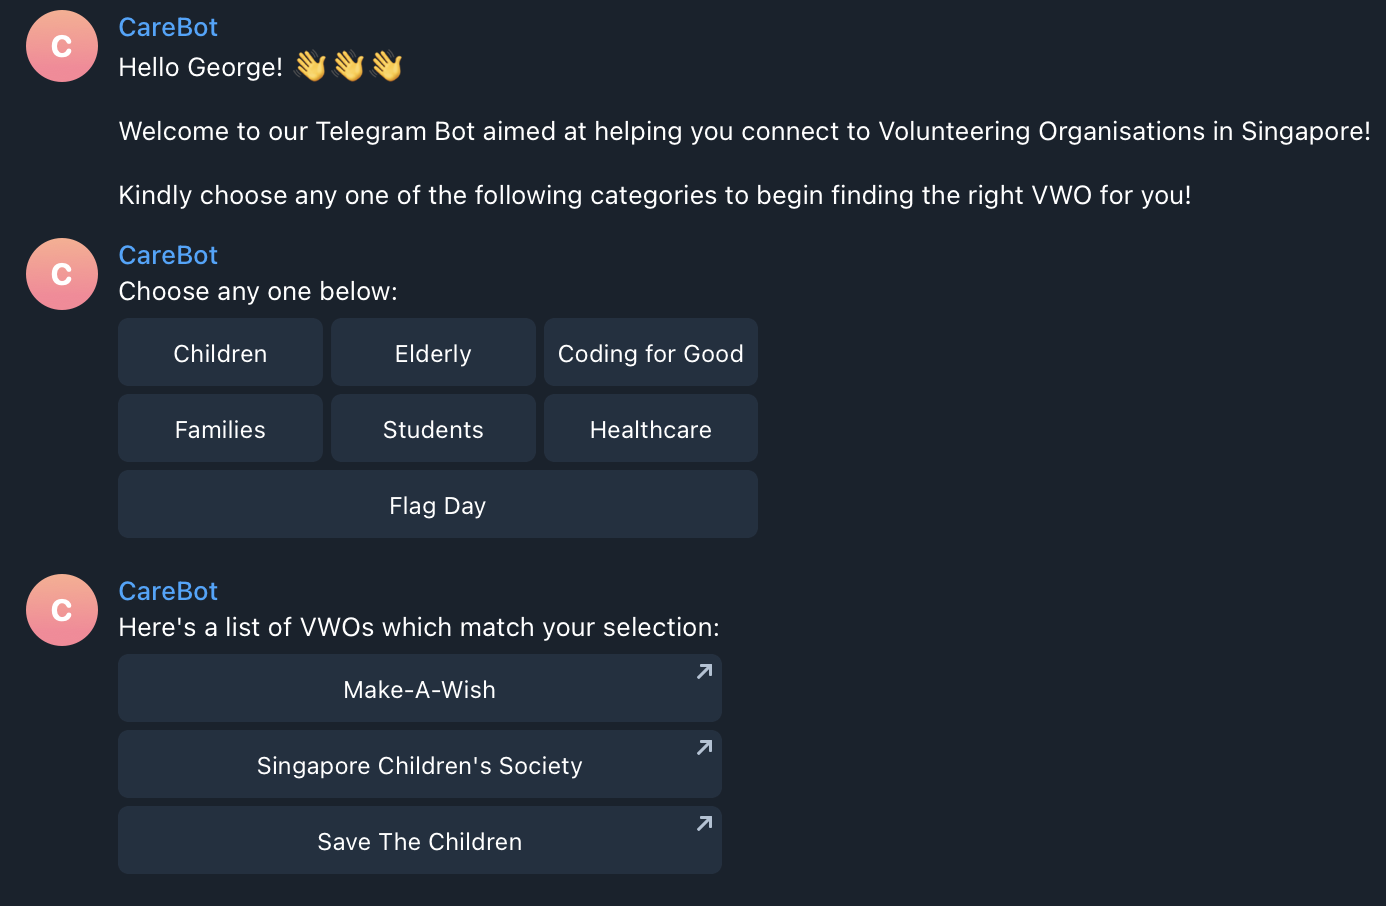 C
CareBot
Hello George! 👋👋👋
Welcome to our Telegram Bot aimed at helping you connect to Volunteering Organisations in Singapore!
Kindly choose any one of the following categories to begin finding the right VWO for you!
C
CareBot
Choose any one below:
Children Elderly Coding for Good
Families Students Healthcare
Flag Day
C
CareBot
Here's a list of VWOs which match your selection:
Make-A-Wish
Singapore Children's Society
Save The Children